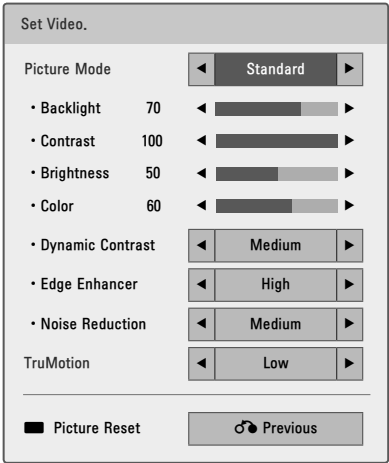 Set Video.
Picture Mode ◄ Standard ►
• Backlight 70 ◄ ►
• Contrast 100 ◄ ►
• Brightness 50 ◄ ►
• Color 60 ◄ ►
• Dynamic Contrast ◄ Medium ►
• Edge Enhancer ◄ High ►
• Noise Reduction ◄ Medium ►
TruMotion ◄ Low ►
Picture Reset Previous